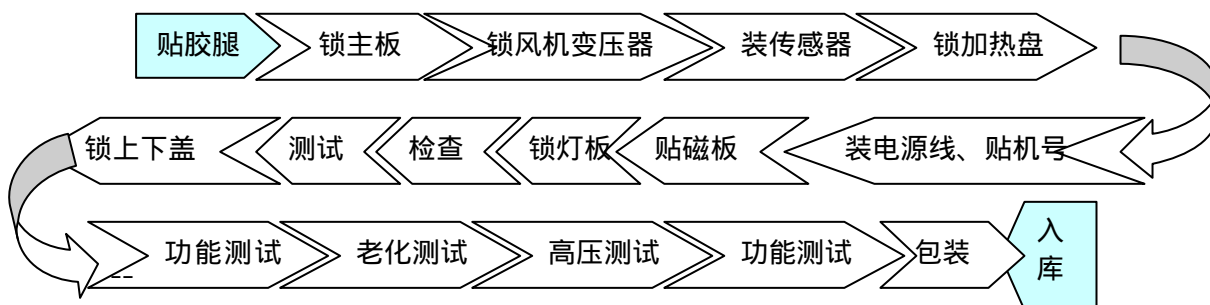 贴胶腿 锁主板 锁风机变压器 装传感器 锁加热盘
锁上下盖 测试 检查 锁灯板 贴磁板 装电源线、贴机号
功能测试 老化测试 高压测试 功能测试 包装 入
库